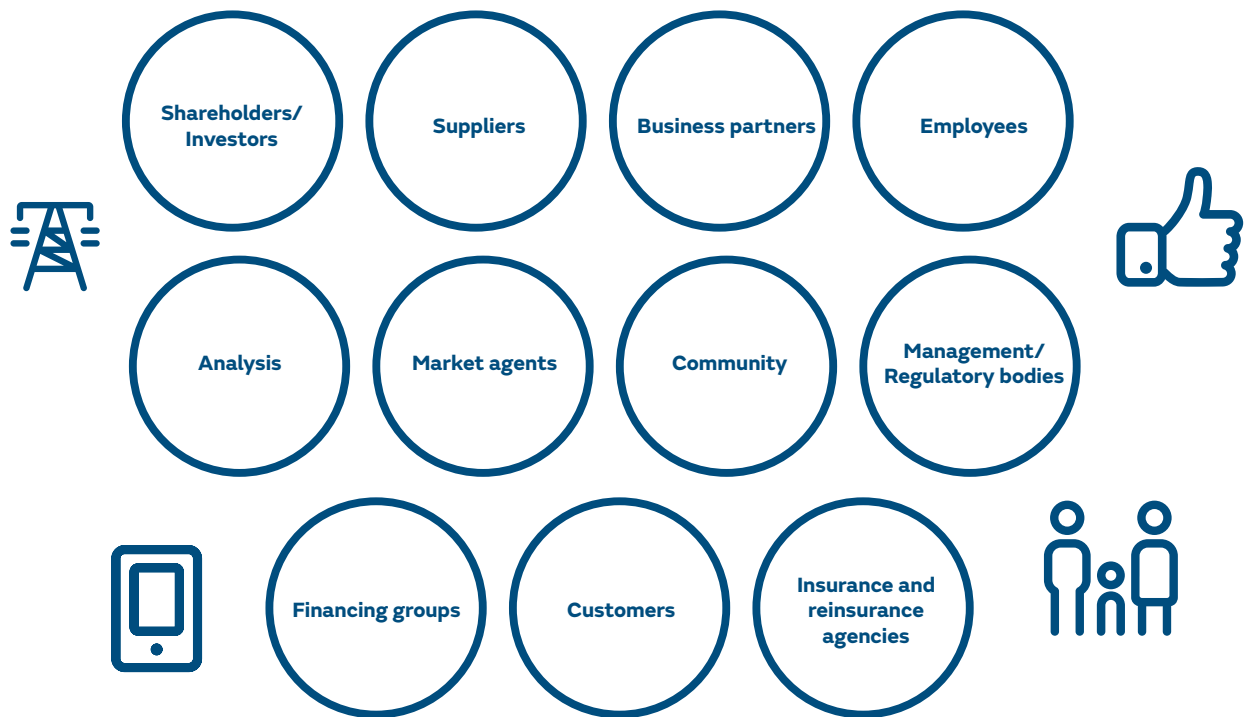 Shareholders/
Investors
Suppliers
Business partners
Employees
Analysis
Market agents
Community
Management/
Regulatory bodies
Financing groups
Customers
Insurance and
reinsurance
agencies